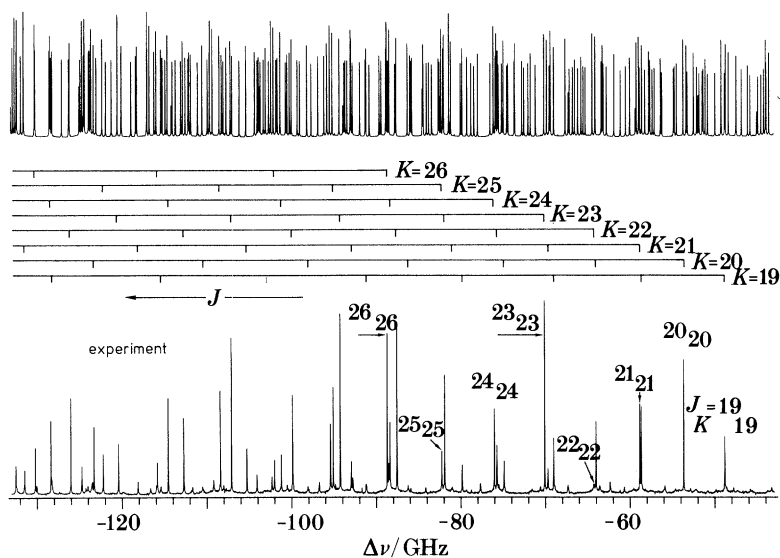 K=26
K=25
K=24
K=23
K=22
K=21
K=20
K=19
J
experiment
26 26
25 25
24 24
23 23
22 22
21 21
20 20
J=19
K 19
-120 -100 -80 -60
Δν/GHz